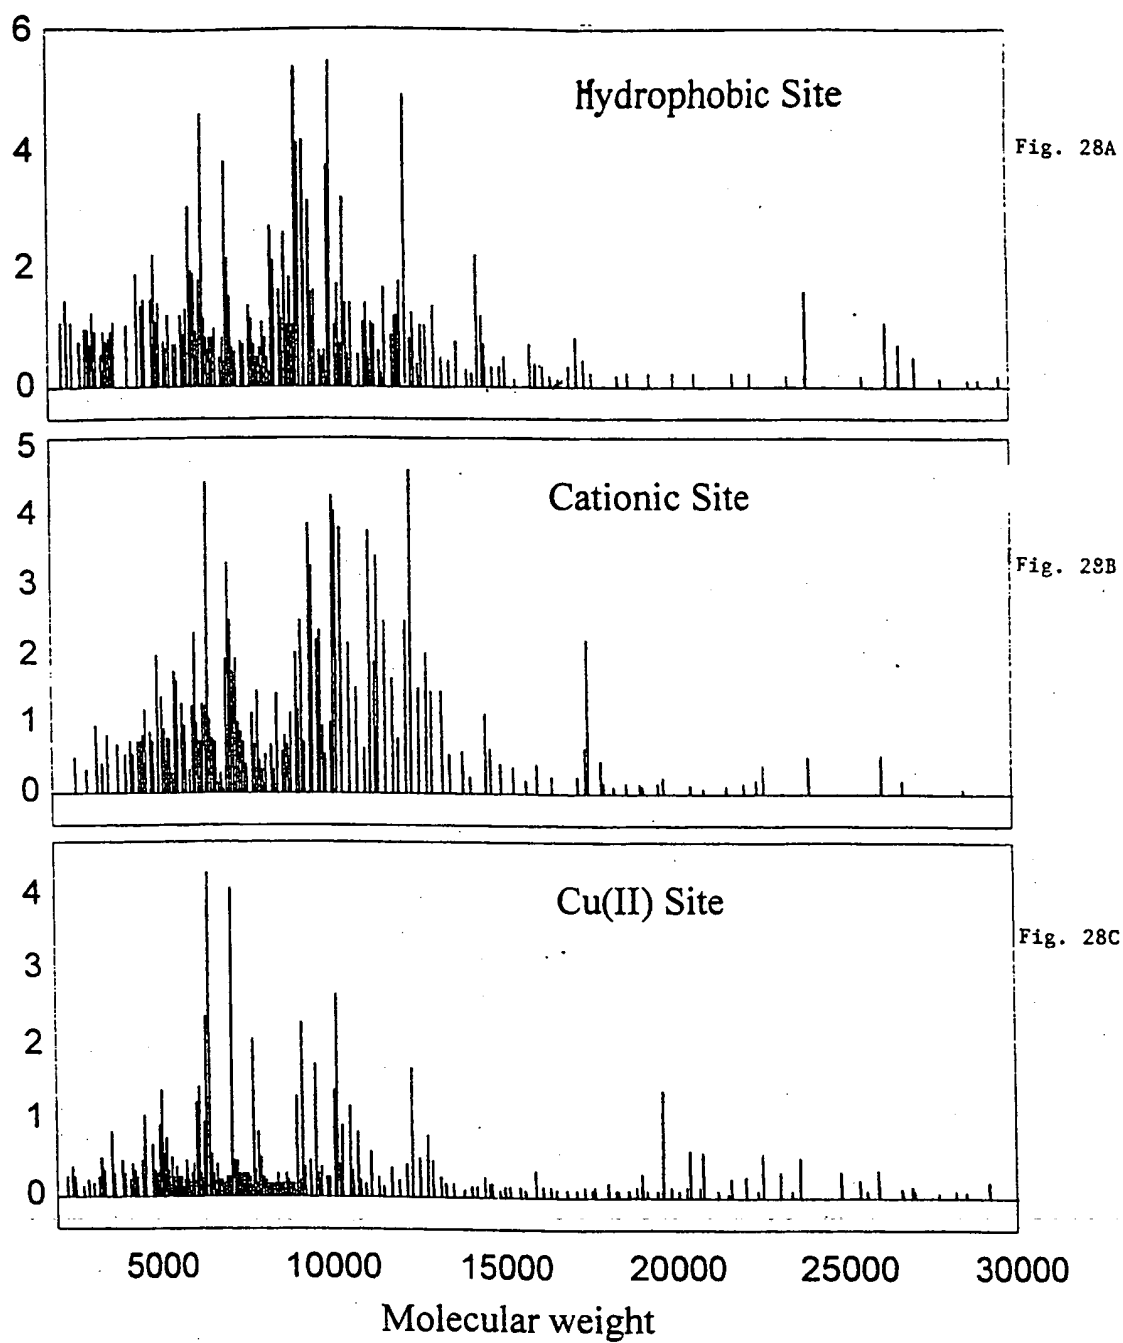 6
Hydrophobic Site
4
Fig. 28A
2
0
5
Cationic Site
4
Fig. 28B
3
2
1
0
4
Cu(II) Site
Fig. 28C
3
2
1
0
5000 10000 15000 20000 25000 30000
Molecular weight